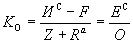 K₀ = (И^C − F) / (Z + R^a) = E^C / O